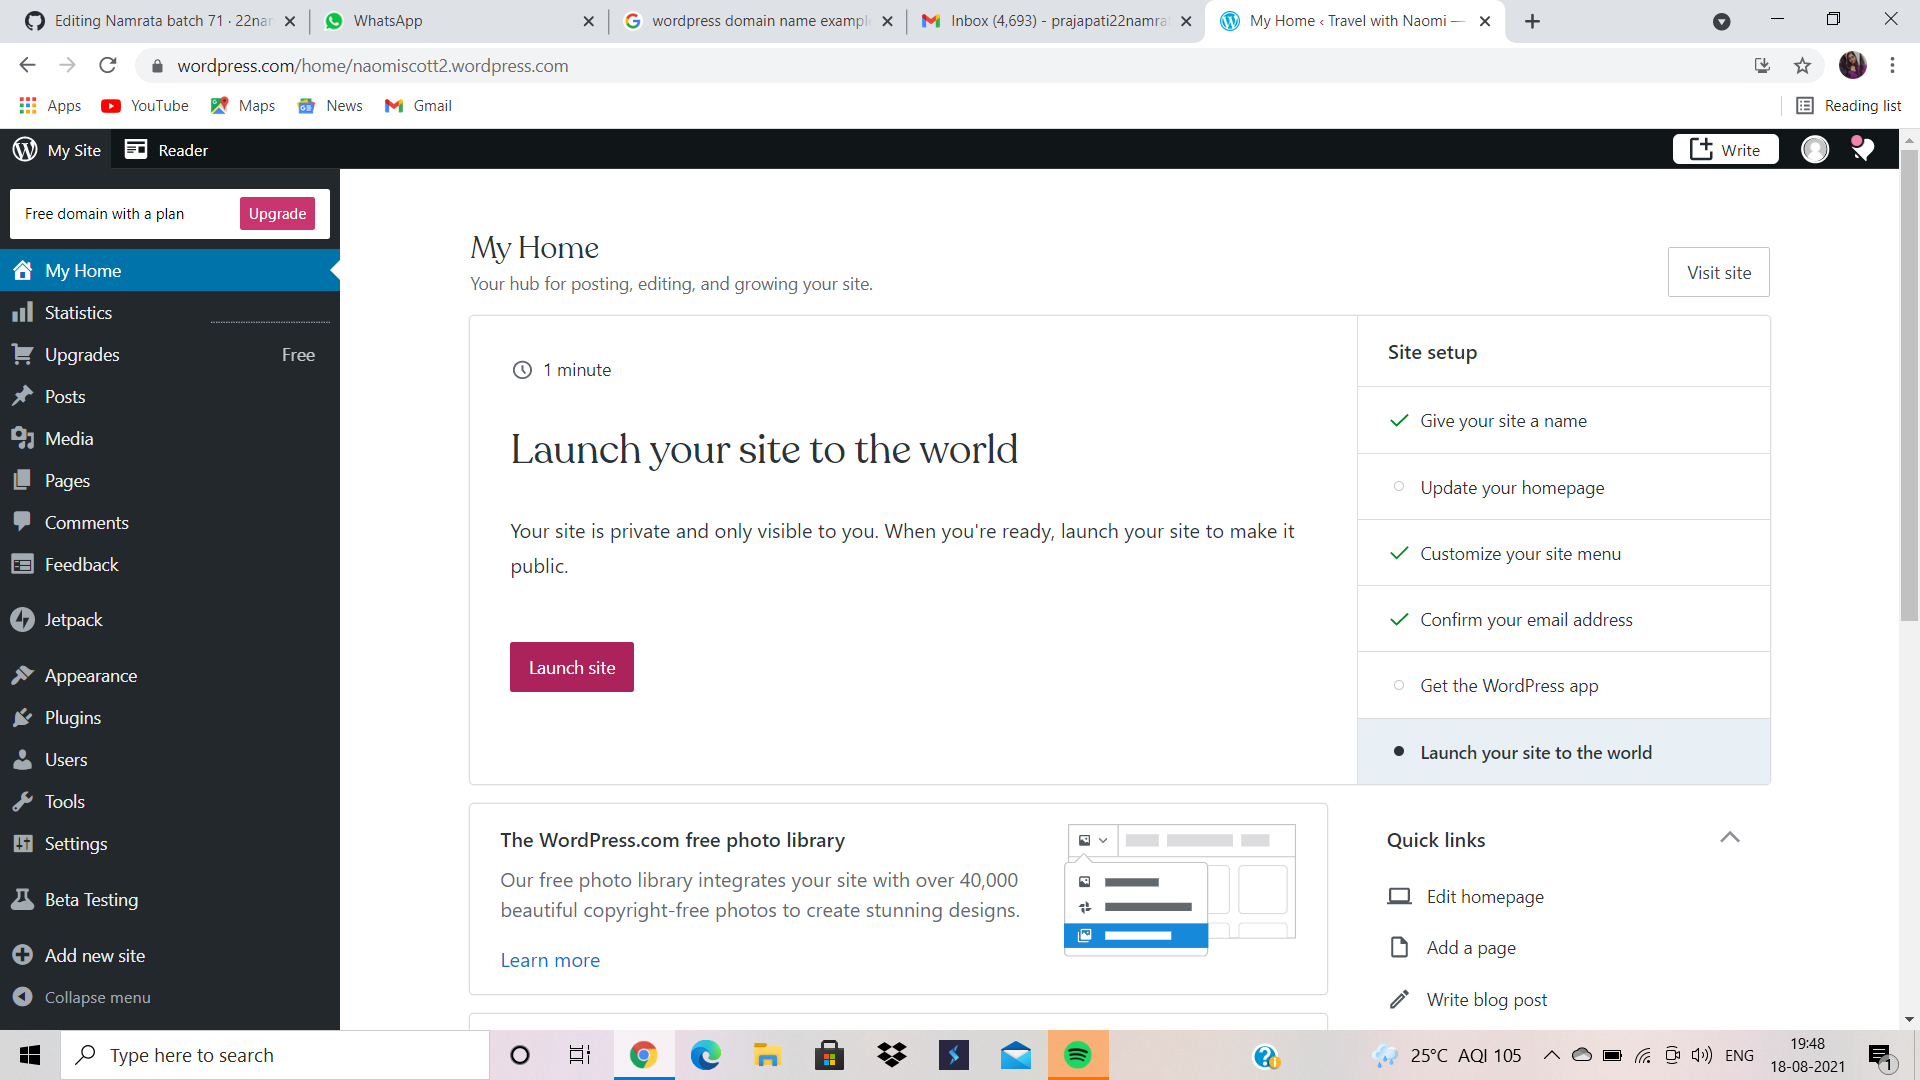 Editing Namrata batch 71 · 22nar
WhatsApp
wordpress domain name example
Inbox (4,693) - prajapati22namra
My Home ‹ Travel with Naomi —
wordpress.com/home/naomiscott2.wordpress.com
Apps
YouTube
Maps
News
Gmail
Reading list
My Site
Reader
Write
Free domain with a plan
Upgrade
My Home
Statistics
Upgrades
Free
Posts
Media
Pages
Comments
Feedback
Jetpack
Appearance
Plugins
Users
Tools
Settings
Beta Testing
Add new site
Collapse menu
My Home
Your hub for posting, editing, and growing your site.
Visit site
1 minute
Launch your site to the world
Your site is private and only visible to you. When you're ready, launch your site to make it
public.
Launch site
Site setup
Give your site a name
Update your homepage
Customize your site menu
Confirm your email address
Get the WordPress app
Launch your site to the world
The WordPress.com free photo library
Our free photo library integrates your site with over 40,000
beautiful copyright-free photos to create stunning designs.
Learn more
Quick links
Edit homepage
Add a page
Write blog post
Type here to search
25°C AQI 105
ENG
19:48
18-08-2021
1